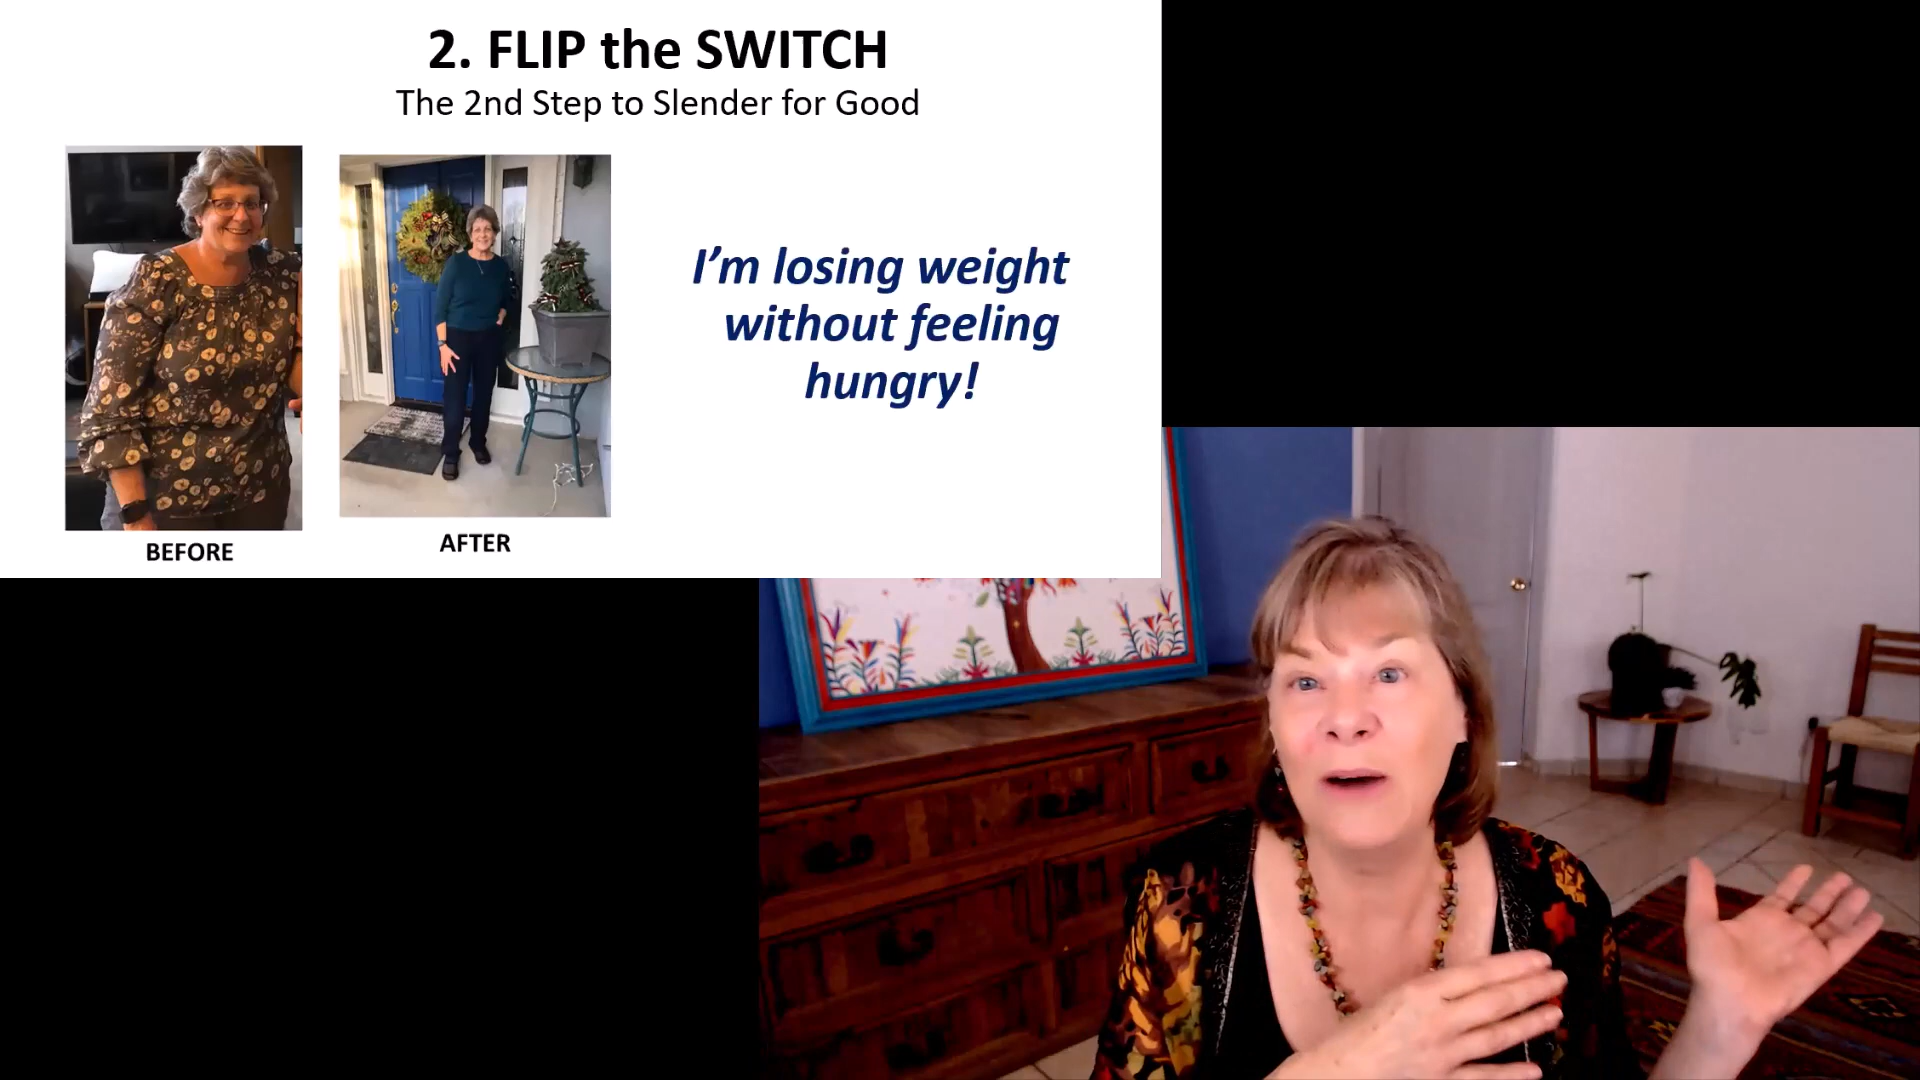 2. FLIP the SWITCH
The 2nd Step to Slender for Good
I'm losing weight
without feeling
hungry!
BEFORE
AFTER